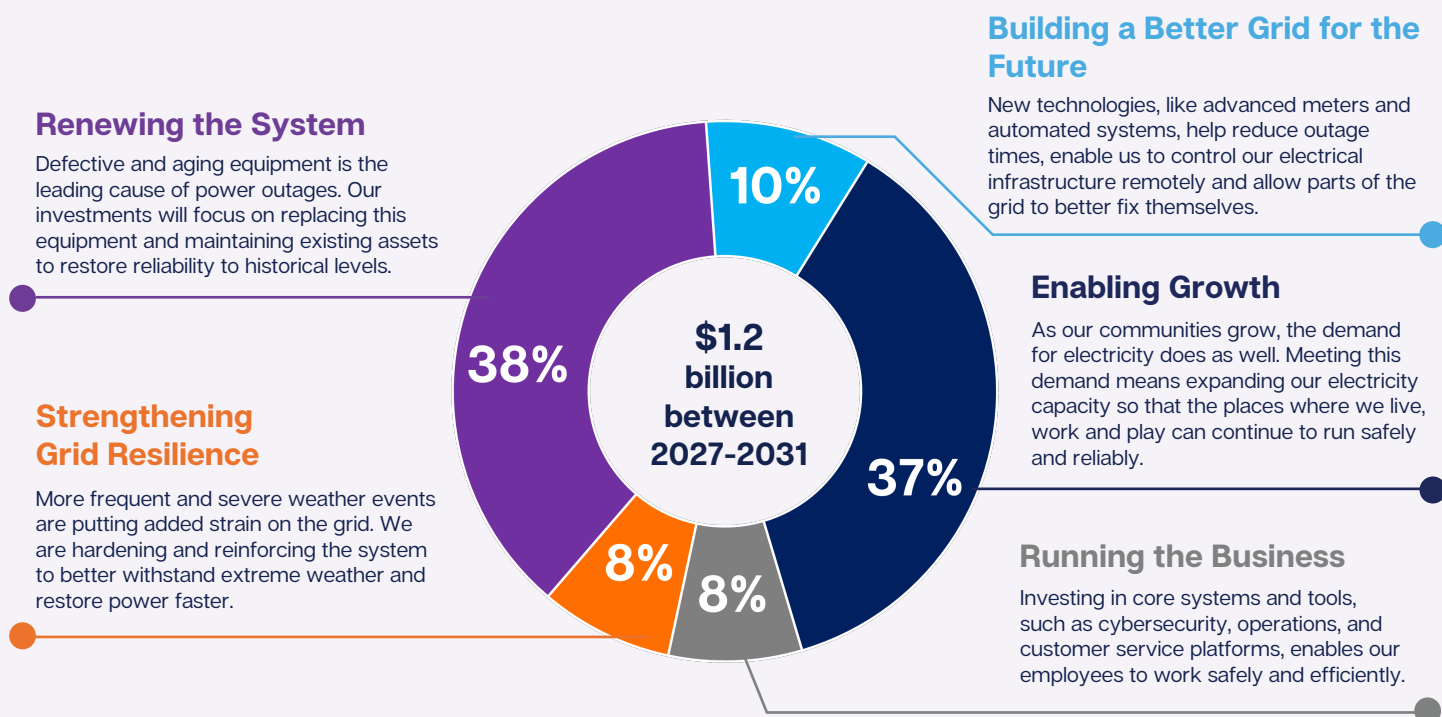 Building a Better Grid for the
Future
New technologies, like advanced meters and
automated systems, help reduce outage
times, enable us to control our electrical
infrastructure remotely and allow parts of the
grid to better fix themselves.
Renewing the System
Defective and aging equipment is the
leading cause of power outages. Our
investments will focus on replacing this
equipment and maintaining existing assets
to restore reliability to historical levels.
10%
38%
$1.2
billion
between
2027-2031
37%
8%
8%
Enabling Growth
As our communities grow, the demand
for electricity does as well. Meeting this
demand means expanding our electricity
capacity so that the places where we live,
work and play can continue to run safely
and reliably.
Strengthening
Grid Resilience
More frequent and severe weather events
are putting added strain on the grid. We
are hardening and reinforcing the system
to better withstand extreme weather and
restore power faster.
Running the Business
Investing in core systems and tools,
such as cybersecurity, operations, and
customer service platforms, enables our
employees to work safely and efficiently.